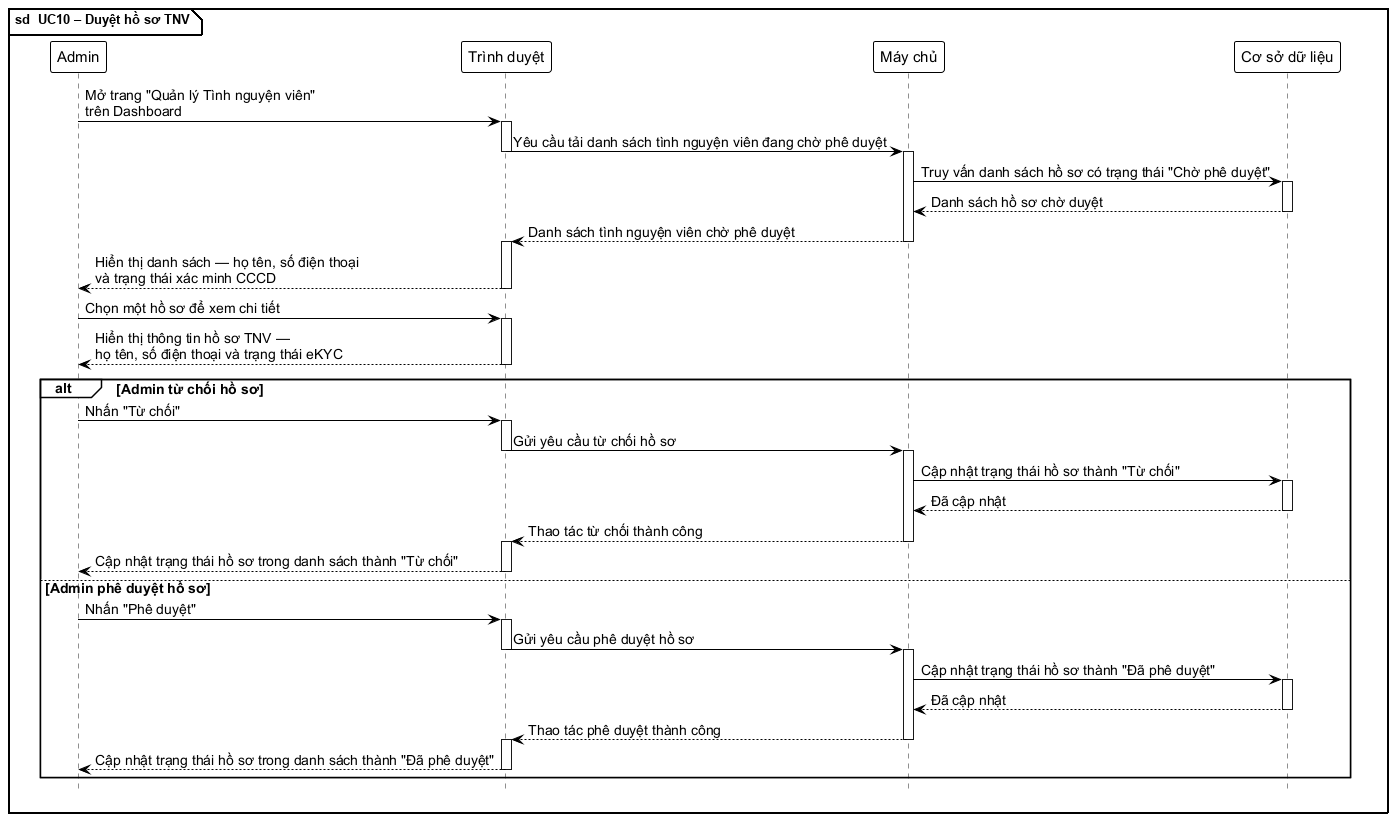 sd UC10 – Duyệt hồ sơ TNV
Admin
Trình duyệt
Máy chủ
Cơ sở dữ liệu
Mở trang "Quản lý Tình nguyện viên"
trên Dashboard
Yêu cầu tải danh sách tình nguyện viên đang chờ phê duyệt
Truy vấn danh sách hồ sơ có trạng thái "Chờ phê duyệt"
Danh sách hồ sơ chờ duyệt
Danh sách tình nguyện viên chờ phê duyệt
Hiển thị danh sách — họ tên, số điện thoại
và trạng thái xác minh CCCD
Chọn một hồ sơ để xem chi tiết
Hiển thị thông tin hồ sơ TNV —
họ tên, số điện thoại và trạng thái eKYC
alt [Admin từ chối hồ sơ]
Nhấn "Từ chối"
Gửi yêu cầu từ chối hồ sơ
Cập nhật trạng thái hồ sơ thành "Từ chối"
Đã cập nhật
Thao tác từ chối thành công
Cập nhật trạng thái hồ sơ trong danh sách thành "Từ chối"
[Admin phê duyệt hồ sơ]
Nhấn "Phê duyệt"
Gửi yêu cầu phê duyệt hồ sơ
Cập nhật trạng thái hồ sơ thành "Đã phê duyệt"
Đã cập nhật
Thao tác phê duyệt thành công
Cập nhật trạng thái hồ sơ trong danh sách thành "Đã phê duyệt"